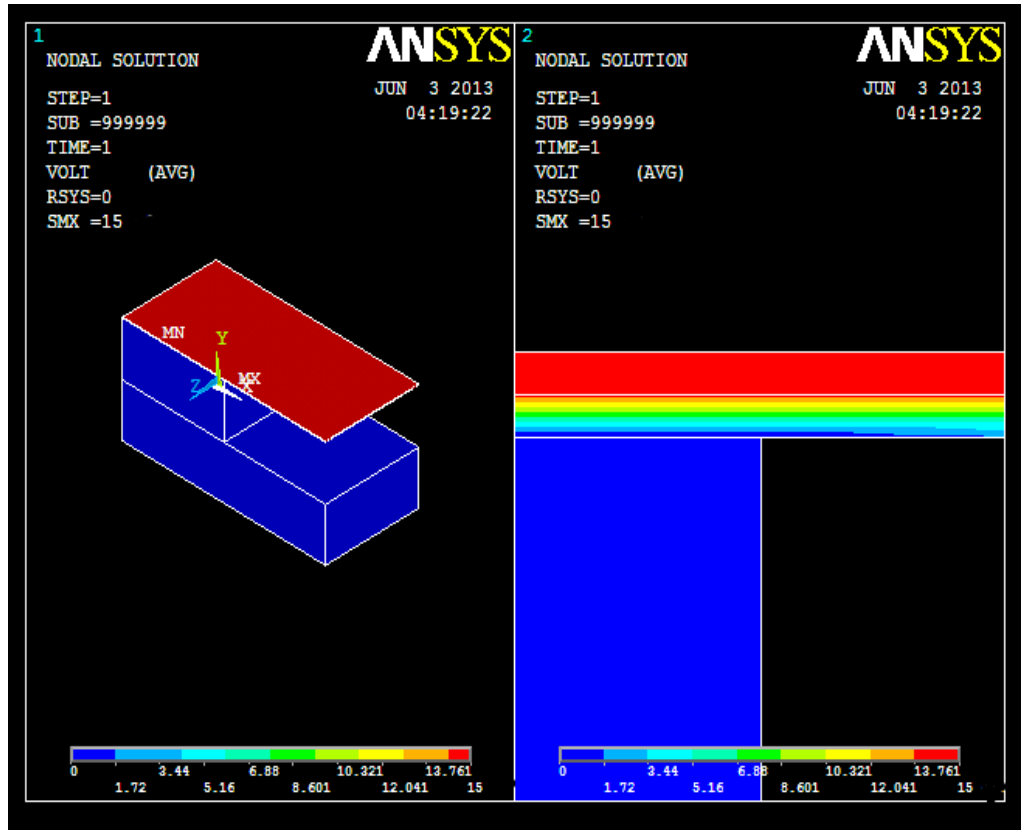 1
ANSYS
NODAL SOLUTION
JUN 3 2013
04:19:22
STEP=1
SUB =999999
TIME=1
VOLT (AVG)
RSYS=0
SMX =15
MN
Y
Z
MX
X
0 3.44 6.88 10.321 13.761
1.72 5.16 8.601 12.041 15
2
ANSYS
NODAL SOLUTION
JUN 3 2013
04:19:22
STEP=1
SUB =999999
TIME=1
VOLT (AVG)
RSYS=0
SMX =15
0 3.44 6.88 10.321 13.761
1.72 5.16 8.601 12.041 15